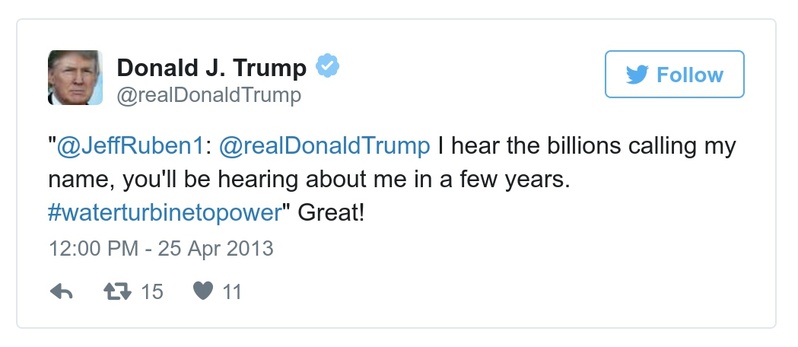 Donald J. Trump
@realDonaldTrump
Follow
"@JeffRuben1: @realDonaldTrump I hear the billions calling my
name, you'll be hearing about me in a few years.
#waterturbinetopower" Great!
12:00 PM - 25 Apr 2013
15 11